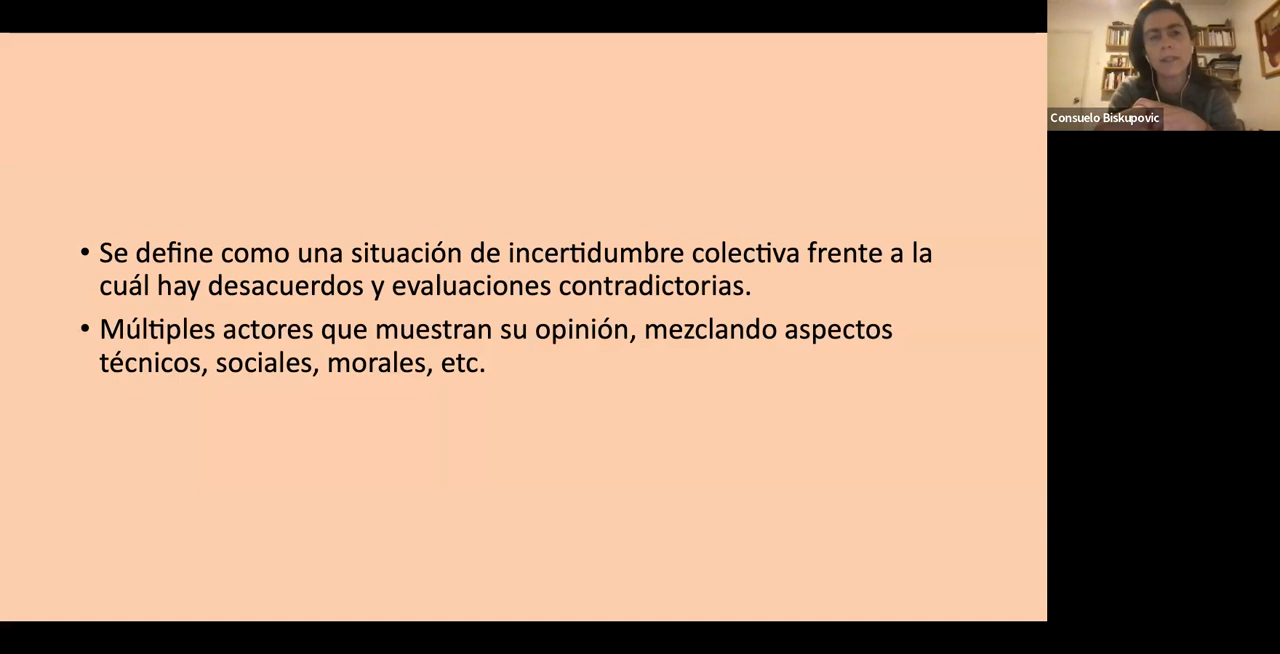 • Se define como una situación de incertidumbre colectiva frente a la
cuál hay desacuerdos y evaluaciones contradictorias.
• Múltiples actores que muestran su opinión, mezclando aspectos
técnicos, sociales, morales, etc.
Consuelo Biskupovic